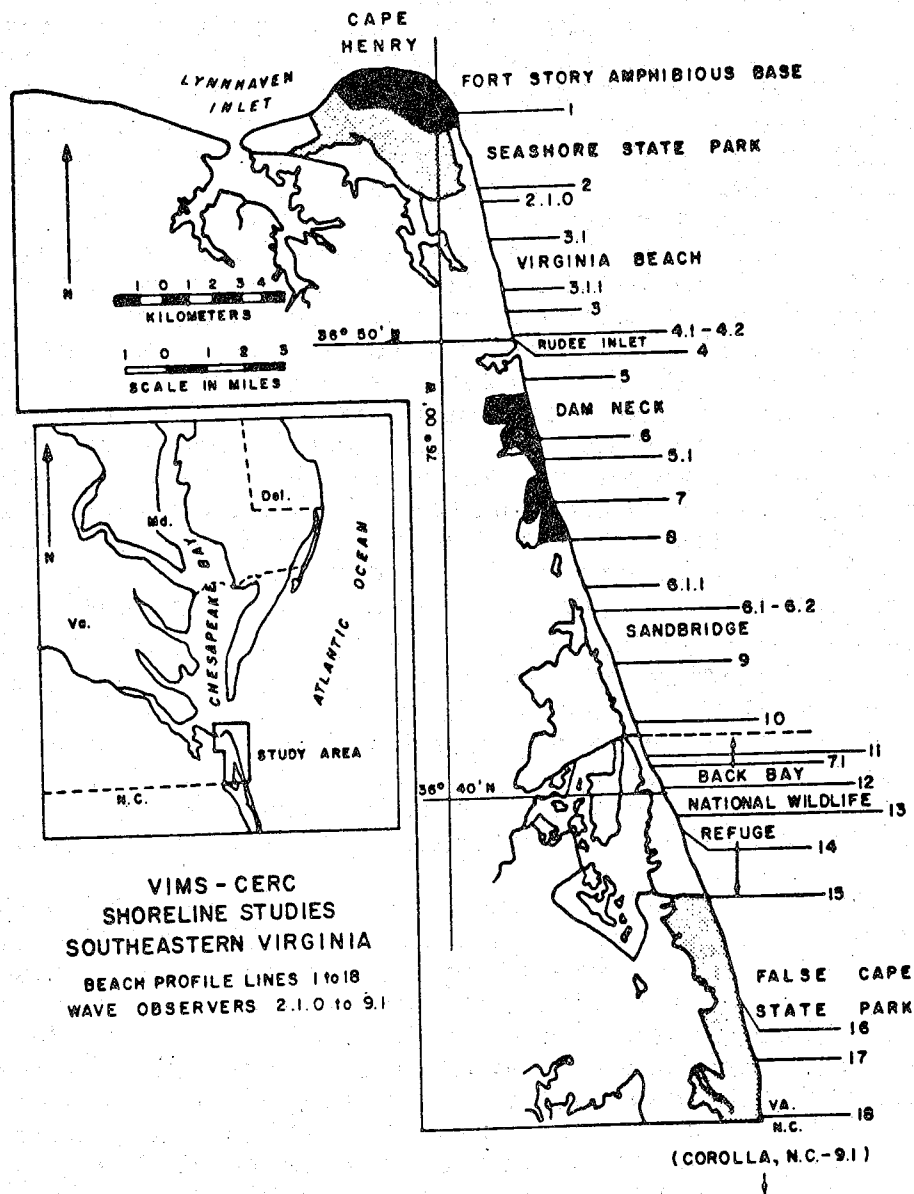 CAPE
HENRY
LYNNHAVEN
INLET
FORT STORY AMPHIBIOUS BASE
1
SEASHORE STATE PARK
2
2.1.0
3.1
VIRGINIA BEACH
3.1.1
3
N
1 0 1 2 3 4
KILOMETERS
1 0 1 2 3
SCALE IN MILES
36° 50' N
4.1-4.2
RUDEE INLET
4
5
76° 00' W
DAM NECK
6
5.1
7
8
6.1.1
6.1-6.2
SANDBRIDGE
9
10
11
7.1
BACK BAY
12
36° 40' N
NATIONAL WILDLIFE
13
REFUGE
14
15
FALSE CAPE
STATE PARK
16
17
VA.
18
N.C.
(COROLLA, N.C.-9.1)
N
Md.
Del.
Va.
CHESAPEAKE BAY
ATLANTIC OCEAN
STUDY AREA
N.C.
VIMS - CERC
SHORELINE STUDIES
SOUTHEASTERN VIRGINIA
BEACH PROFILE LINES 1 to 18
WAVE OBSERVERS 2.1.0 to 9.1